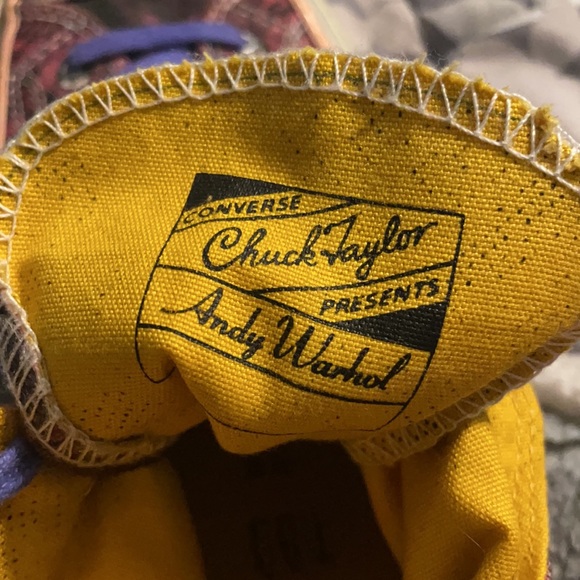 CONVERSE
Chuck Taylor
PRESENTS
Andy Warhol